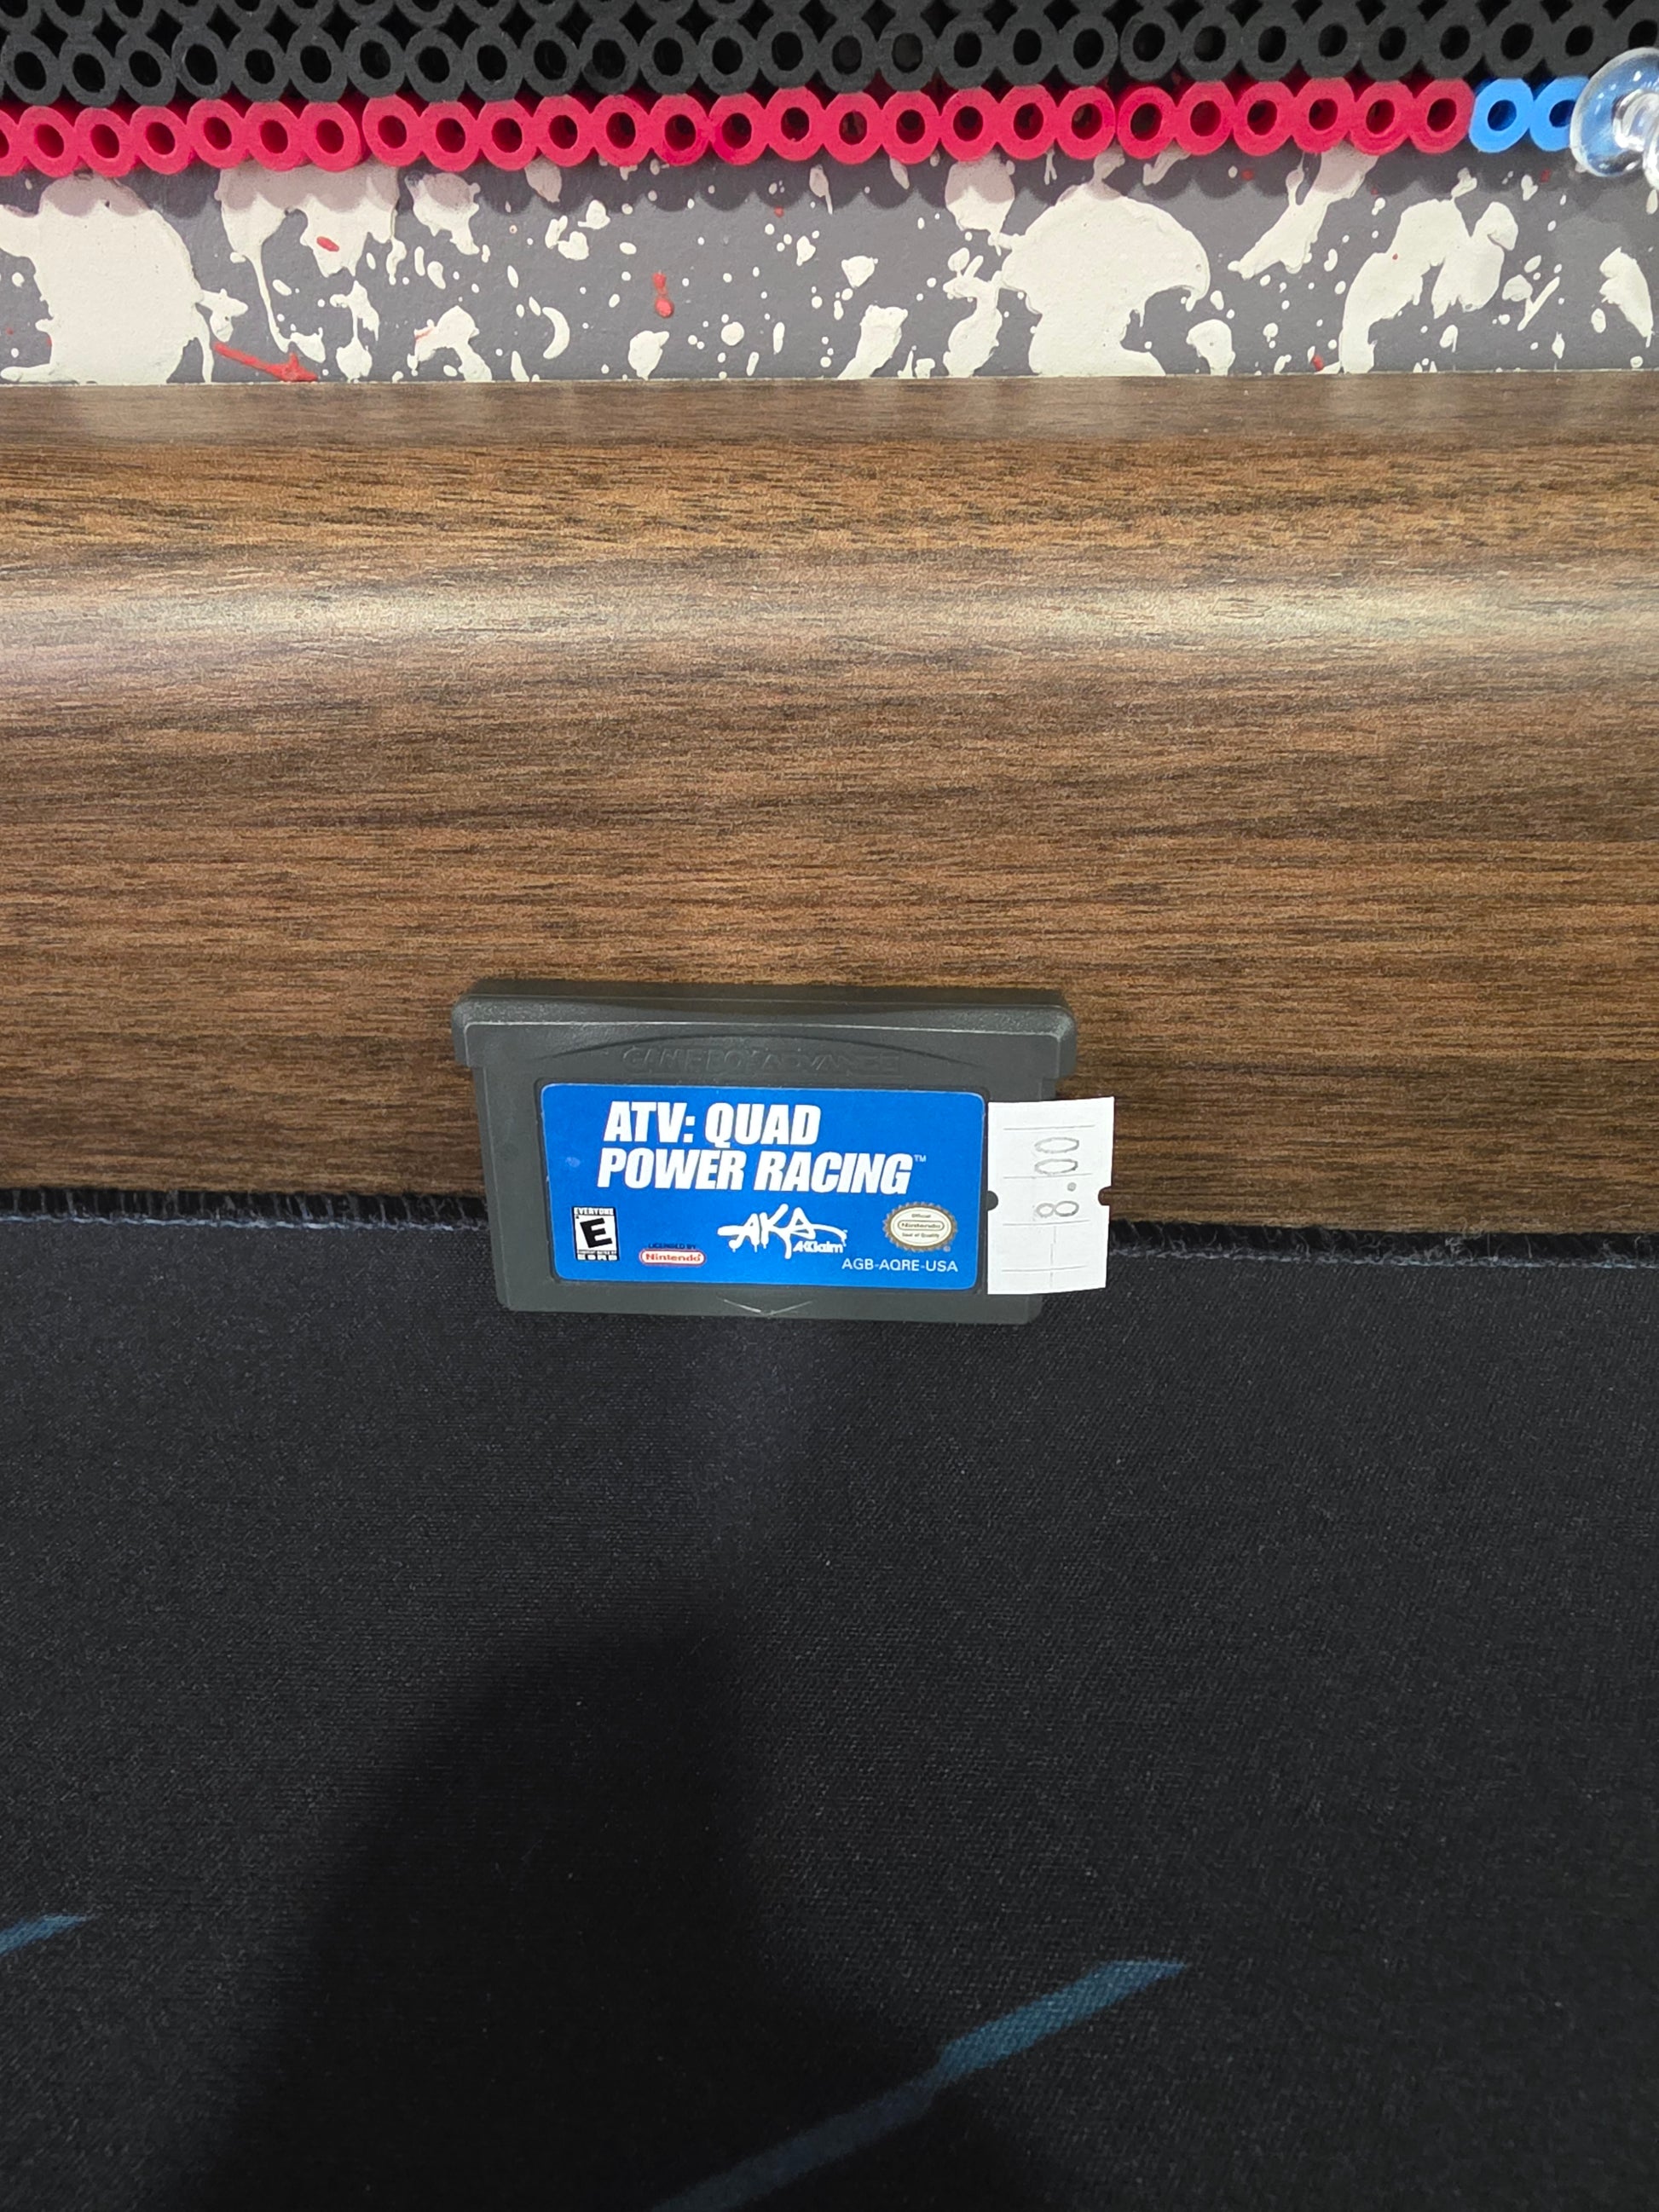 GAME BOY ADVANCE
ATV: QUAD
POWER RACING™
EVERYONE
E
ESRB
LICENSED BY
Nintendo
AKA
AKClaim
Official
Nintendo
Seal of Quality
AGB-AQRE-USA
8.00